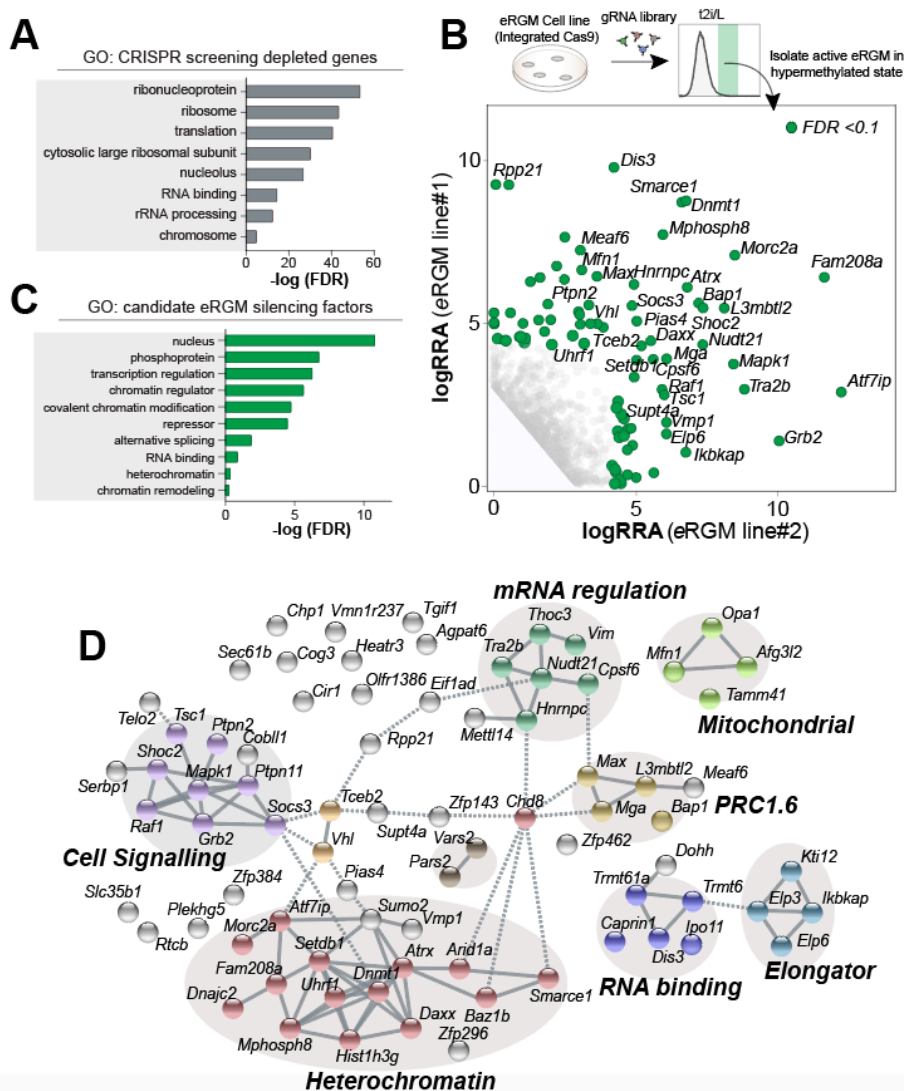 A
GO: CRISPR screening depleted genes
ribonucleoprotein
ribosome
translation
cytosolic large ribosomal subunit
nucleolus
RNA binding
rRNA processing
chromosome
0 20 40 60
-log (FDR)
B
eRGM Cell line
(Integrated Cas9)
gRNA library
t2i/L
Isolate active eRGM in
hypermethylated state
FDR <0.1
10
5
0
logRRA (eRGM line#1)
Rpp21
Dis3
Smarce1
Dnmt1
Mphosph8
Meaf6
Morc2a
Mfn1
Fam208a
Max
Hnrnpc
Atrx
Ptpn2
Bap1
Socs3
L3mbtl2
Vhl
Pias4
Shoc2
Tceb2
Daxx
Nudt21
Uhrf1
Mga
Setdb1
Cpsf6
Mapk1
Raf1
Tra2b
Atf7ip
Tsc1
Supt4a
Vmp1
Elp6
Grb2
Ikbkap
0 5 10
logRRA (eRGM line#2)
C
GO: candidate eRGM silencing factors
nucleus
phosphoprotein
transcription regulation
chromatin regulator
covalent chromatin modification
repressor
alternative splicing
RNA binding
heterochromatin
chromatin remodeling
0 5 10
-log (FDR)
D
mRNA regulation
Chp1
Vmn1r237
Tgif1
Agpat6
Sec61b
Cog3
Heatr3
Cir1
Olfr1386
Eif1ad
Rpp21
Mettl14
Thoc3
Vim
Tra2b
Nudt21
Cpsf6
Hnrnpc
Opa1
Mfn1
Afg3l2
Tamm41
Mitochondrial
Telo2
Tsc1
Ptpn2
Cobll1
Shoc2
Mapk1
Ptpn11
Serbp1
Raf1
Grb2
Socs3
Cell Signalling
Tceb2
Vhl
Supt4a
Zfp143
Chd8
Vars2
Pars2
Max
L3mbtl2
Meaf6
Mga
Bap1
PRC1.6
Zfp462
Slc35b1
Zfp384
Plekhg5
Rtcb
Pias4
Dohh
Trmt61a
Trmt6
Caprin1
Ipo11
Dis3
RNA binding
Kti12
Elp3
Ikbkap
Elp6
Elongator
Atf7ip
Sumo2
Vmp1
Morc2a
Setdb1
Atrx
Arid1a
Fam208a
Dnmt1
Uhrf1
Dnajc2
Daxx
Baz1b
Smarce1
Mphosph8
Hist1h3g
Zfp296
Heterochromatin